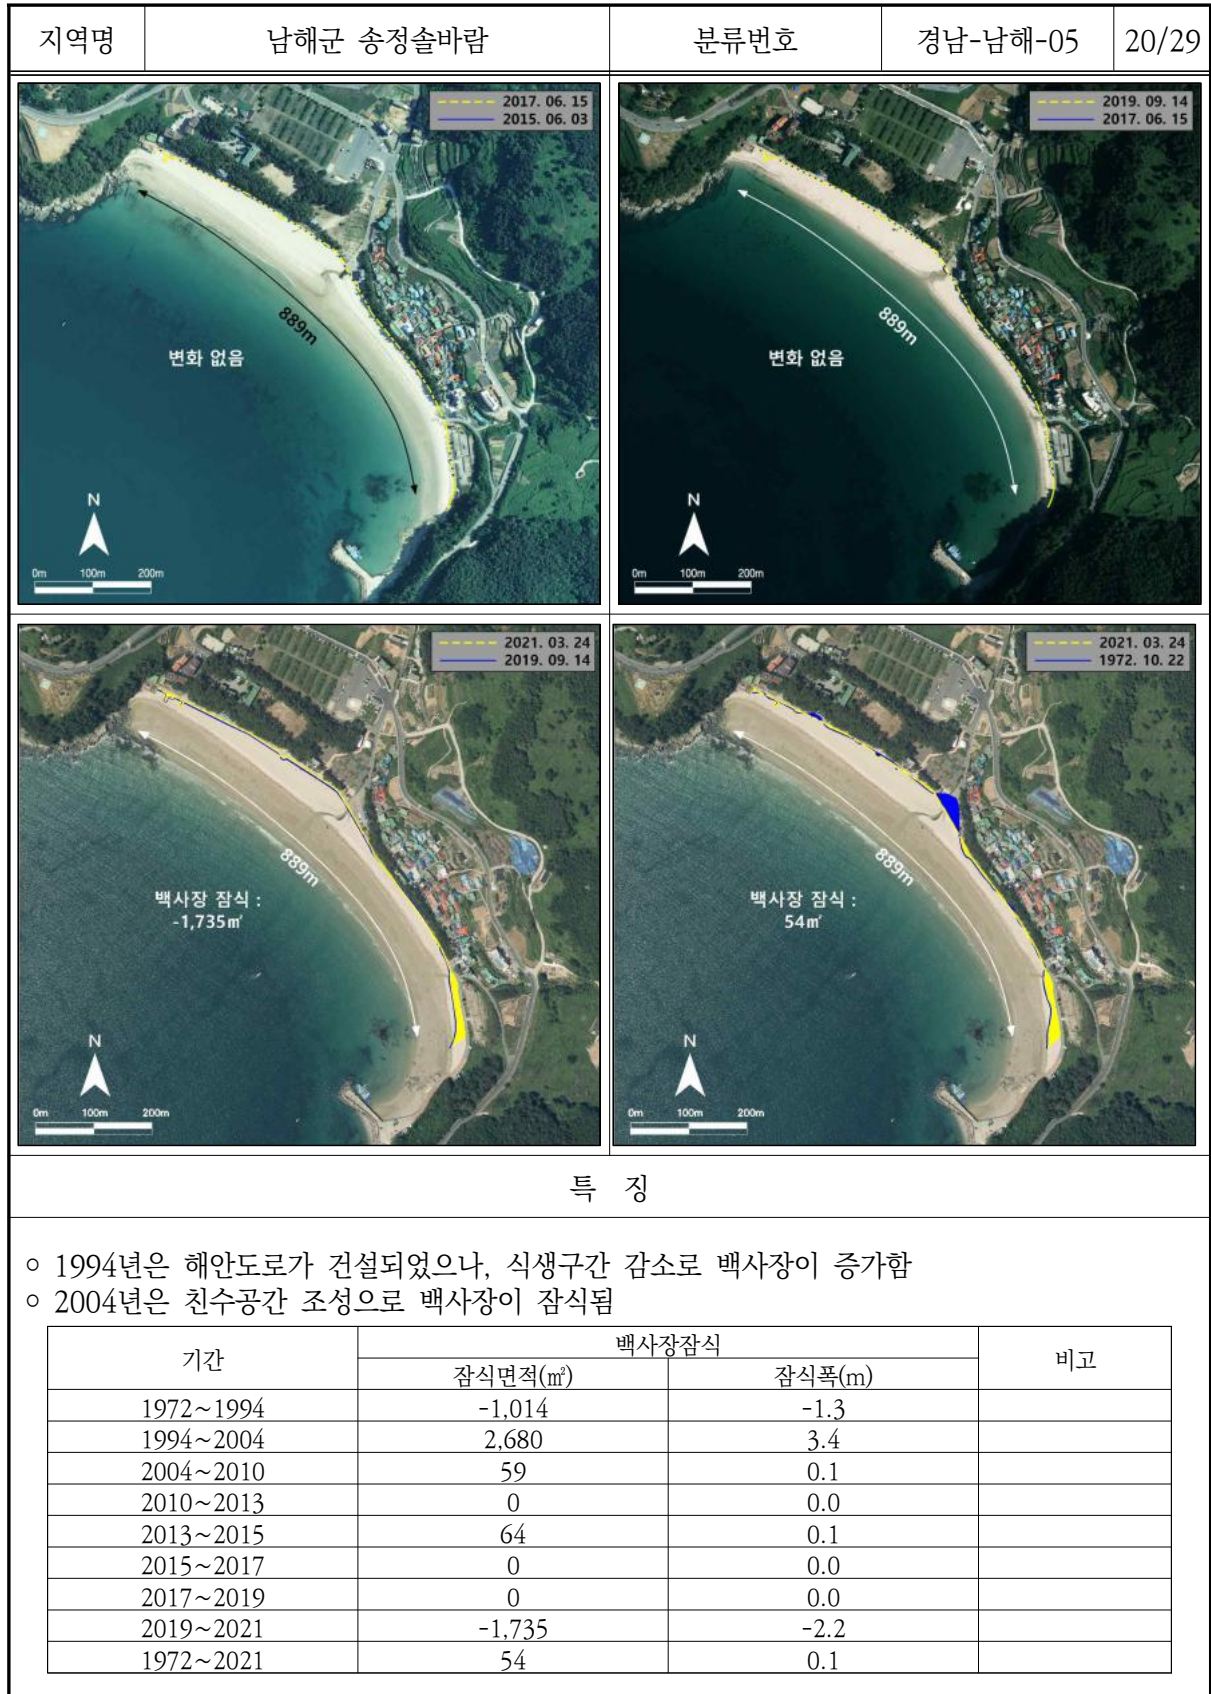 지역명 남해군 송정솔바람 분류번호 경남-남해-05 20/29
2017. 06. 15
2015. 06. 03
889m
변화 없음
N
0m 100m 200m
2019. 09. 14
2017. 06. 15
889m
변화 없음
N
0m 100m 200m
2021. 03. 24
2019. 09. 14
889m
백사장 잠식 :
-1,735㎡
N
0m 100m 200m
2021. 03. 24
1972. 10. 22
889m
백사장 잠식 :
54㎡
N
0m 100m 200m
특 징
○ 1994년은 해안도로가 건설되었으나, 식생구간 감소로 백사장이 증가함
○ 2004년은 친수공간 조성으로 백사장이 잠식됨
기간 백사장잠식 비고
잠식면적(㎡) 잠식폭(m)
1972~1994 -1,014 -1.3
1994~2004 2,680 3.4
2004~2010 59 0.1
2010~2013 0 0.0
2013~2015 64 0.1
2015~2017 0 0.0
2017~2019 0 0.0
2019~2021 -1,735 -2.2
1972~2021 54 0.1